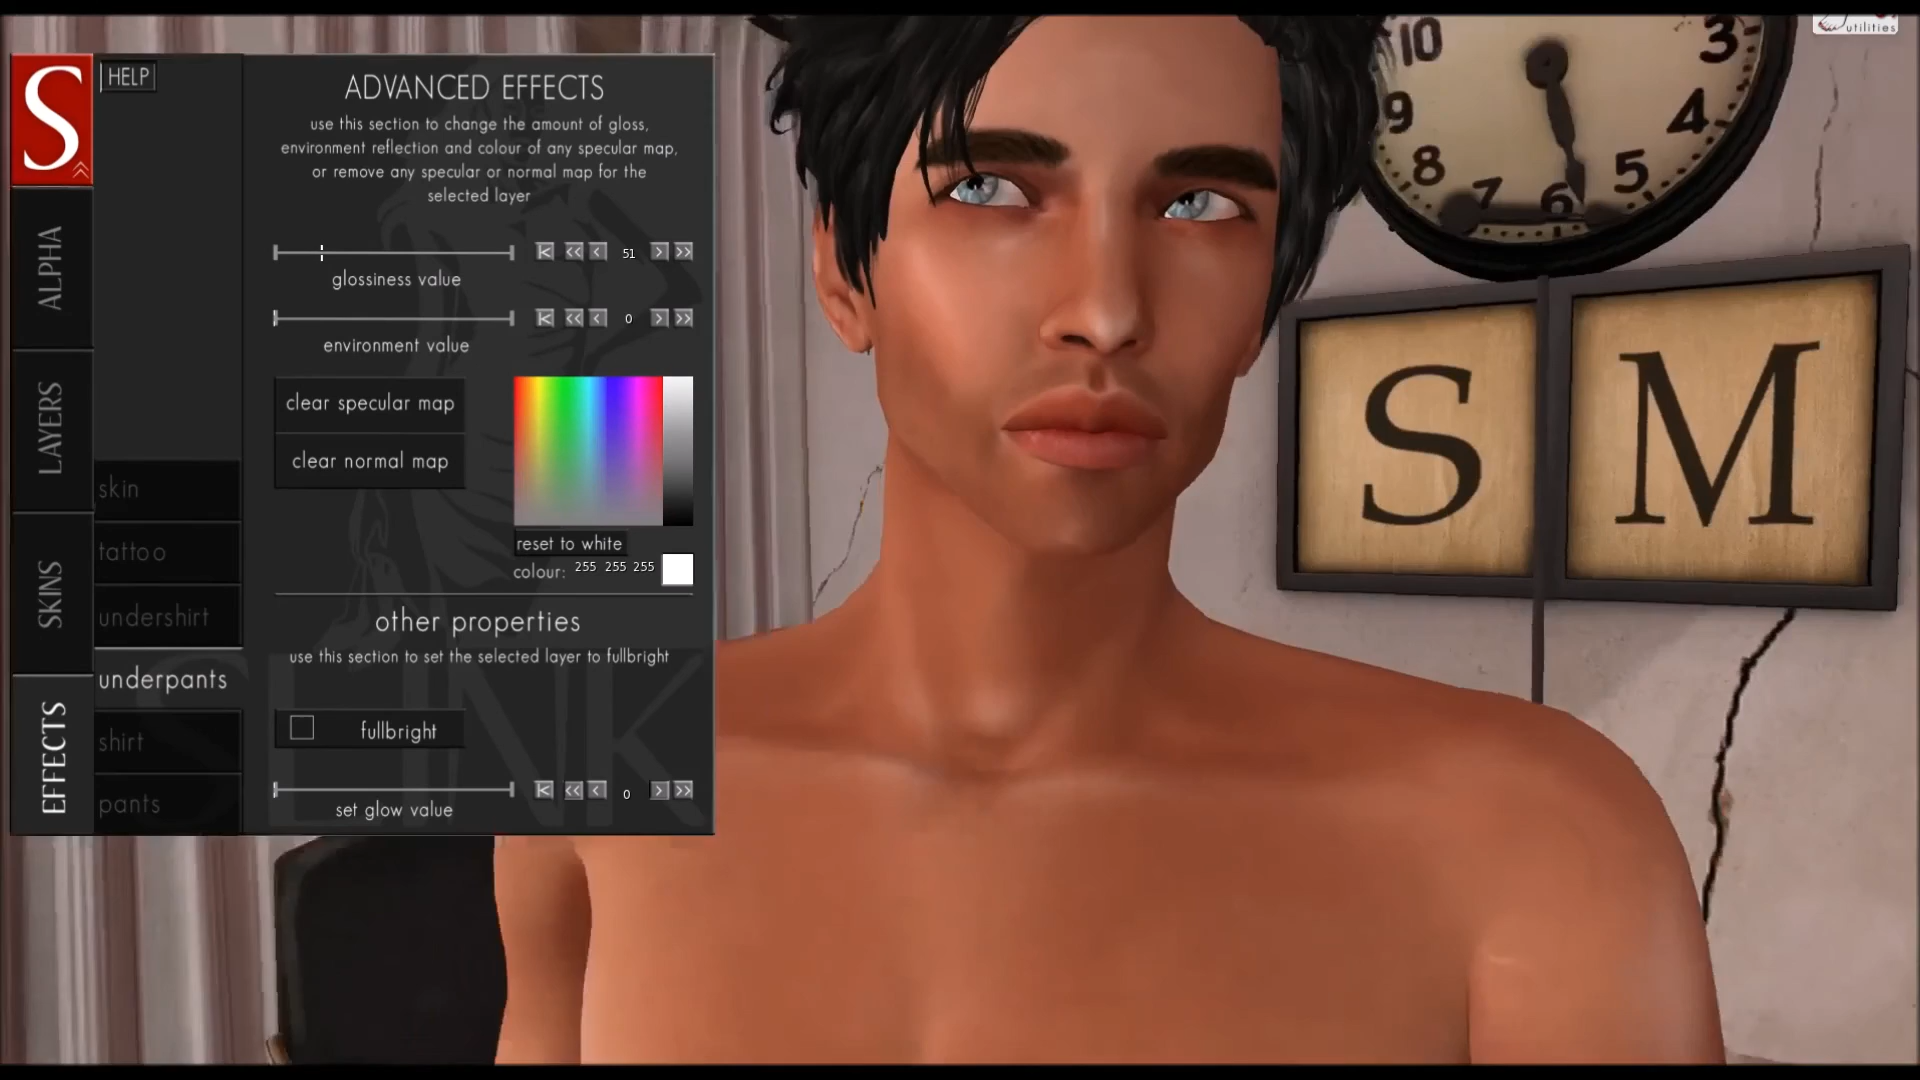 utilities
HELP
S
ALPHA
LAYERS
SKINS
EFFECTS
skin
tattoo
undershirt
underpants
shirt
pants
ADVANCED EFFECTS
use this section to change the amount of gloss,
environment reflection and colour of any specular map,
or remove any specular or normal map for the
selected layer
|< << < 51 > >>
glossiness value
|< << < 0 > >>
environment value
clear specular map
clear normal map
reset to white
colour: 255 255 255
other properties
use this section to set the selected layer to fullbright
fullbright
|< << < 0 > >>
set glow value
SLINK
10 9 8 7 6 5 4 3
S M